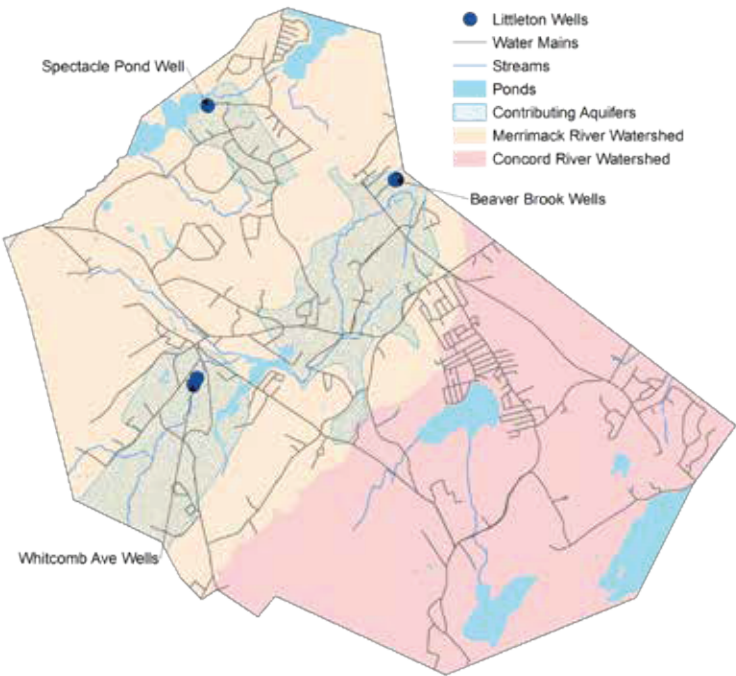 Littleton Wells
Water Mains
Streams
Ponds
Contributing Aquifers
Merrimack River Watershed
Concord River Watershed
Spectacle Pond Well
Beaver Brook Wells
Whitcomb Ave Wells